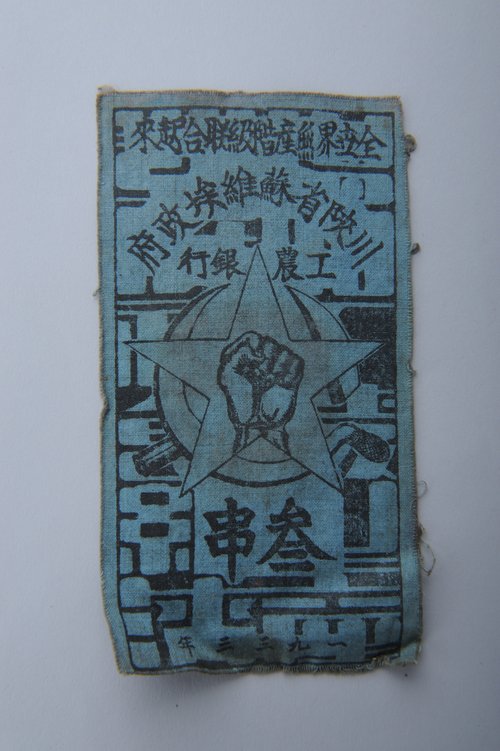 全世界無產階級联合起來
川陝省蘇維埃政府
工農銀行
叁串
一九三三年